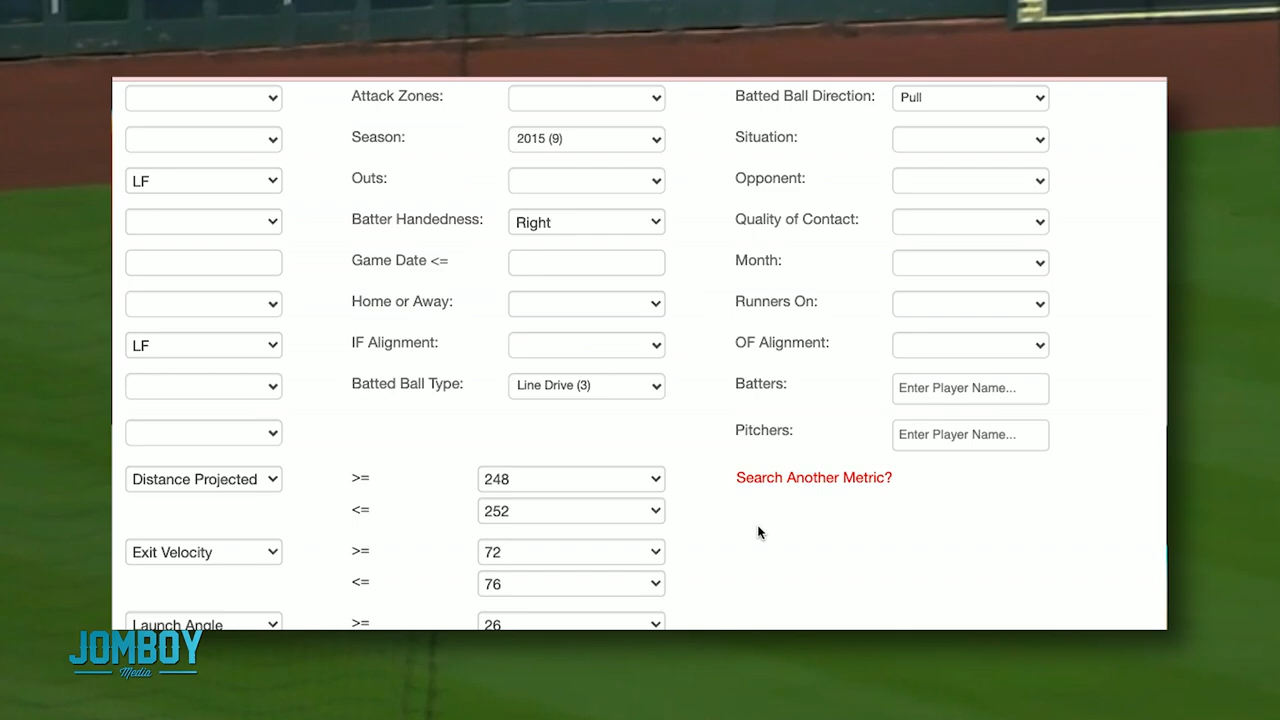 Attack Zones:
Batted Ball Direction: Pull
Season: 2015 (9)
Situation:
LF
Outs:
Opponent:
Batter Handedness: Right
Quality of Contact:
Game Date <=
Month:
Home or Away:
Runners On:
LF
IF Alignment:
OF Alignment:
Batted Ball Type: Line Drive (3)
Batters: Enter Player Name...
Pitchers: Enter Player Name...
Distance Projected >= 248
Search Another Metric?
<= 252
Exit Velocity >= 72
<= 76
Launch Angle >= 26
JOMBOY
Media